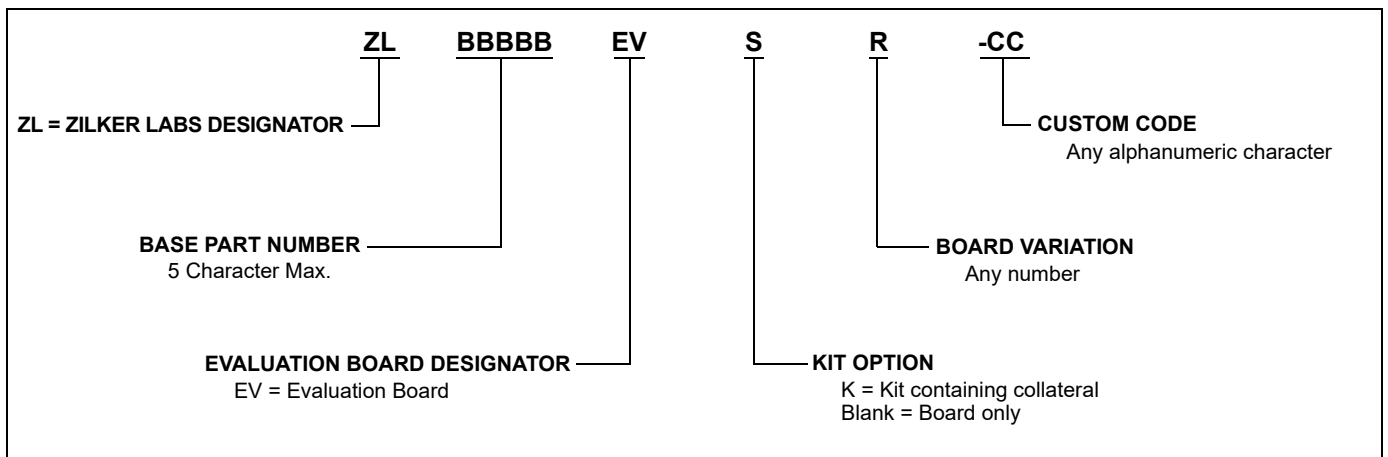 ZL BBBBB EV S R -CC
ZL = ZILKER LABS DESIGNATOR
CUSTOM CODE
Any alphanumeric character
BASE PART NUMBER
5 Character Max.
BOARD VARIATION
Any number
EVALUATION BOARD DESIGNATOR
EV = Evaluation Board
KIT OPTION
K = Kit containing collateral
Blank = Board only